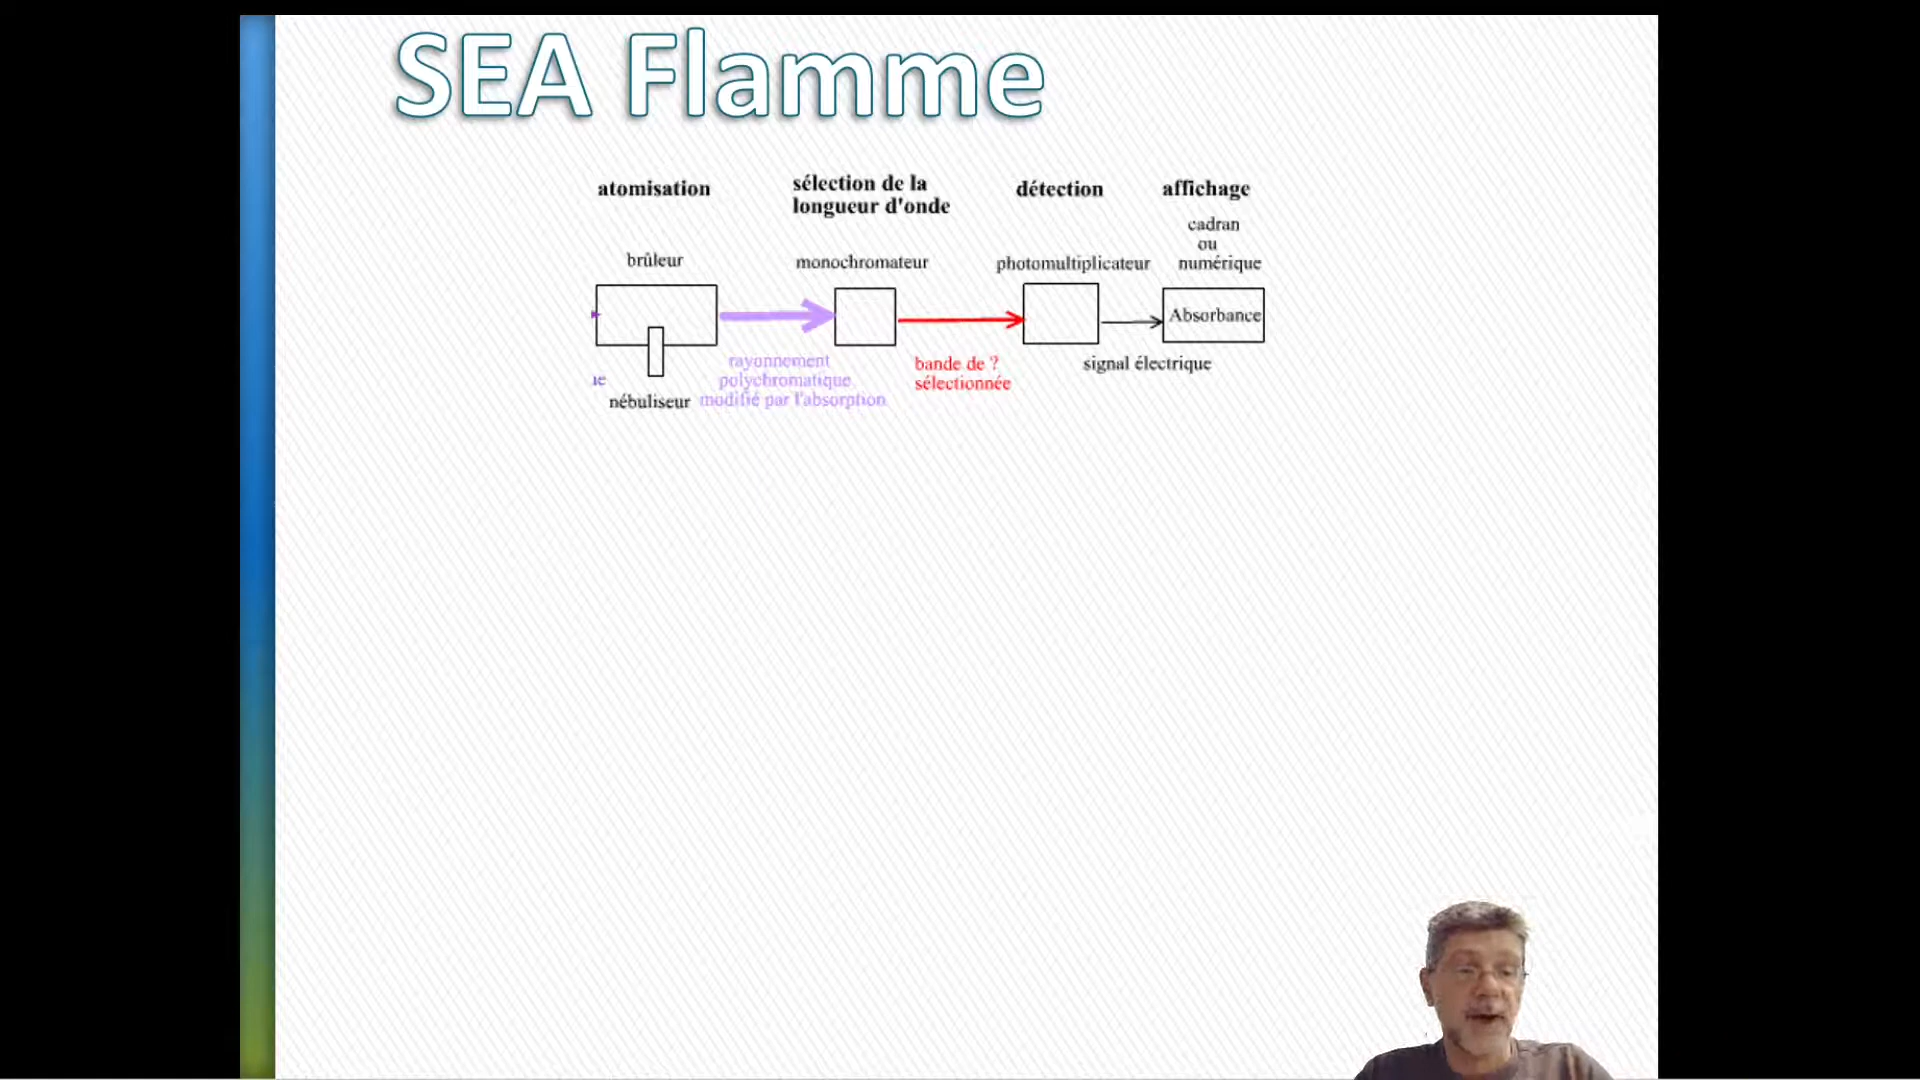 SEA Flamme
atomisation
sélection de la
longueur d'onde
détection
affichage
cadran
ou
numérique
brûleur
monochromateur
photomultiplicateur
Absorbance
rayonnement
polychromatique
modifié par l'absorption
bande de ?
sélectionnée
signal électrique
nébuliseur